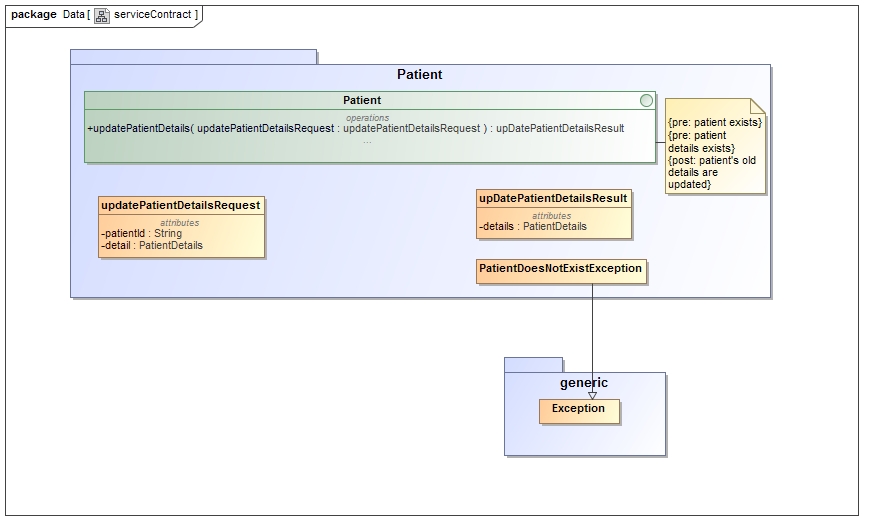 package Data [ serviceContract ]
Patient
Patient
operations
+updatePatientDetails( updatePatientDetailsRequest : updatePatientDetailsRequest ) : upDatePatientDetailsResult
...
{pre: patient exists}
{pre: patient
details exists}
{post: patient's old
details are
updated}
updatePatientDetailsRequest
attributes
-patientId : String
-detail : PatientDetails
upDatePatientDetailsResult
attributes
-details : PatientDetails
PatientDoesNotExistException
generic
Exception